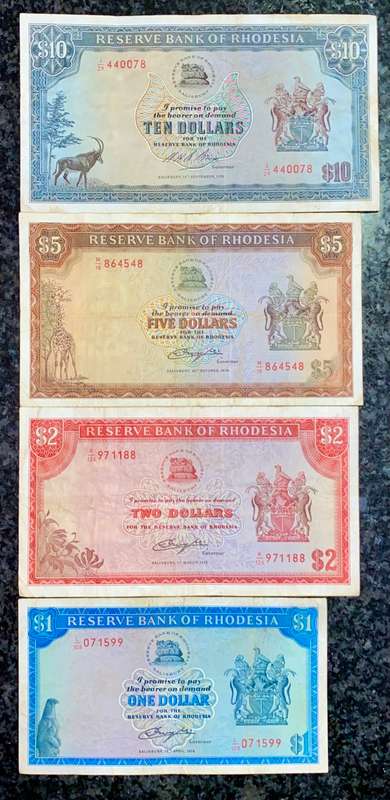 RESERVE BANK OF RHODESIA
$10 $10
440078
I promise to pay
the bearer on demand
TEN DOLLARS
FOR THE
RESERVE BANK OF RHODESIA
440078
Governor
$10
RESERVE BANK OF RHODESIA
$5 $5
864548
I promise to pay
the bearer on demand
FIVE DOLLARS
FOR THE
RESERVE BANK OF RHODESIA
864548
Governor
$5
RESERVE BANK OF RHODESIA
$2 $2
971188
I promise to pay the bearer on demand
TWO DOLLARS
FOR THE RESERVE BANK OF RHODESIA
971188
Governor
$2
RESERVE BANK OF RHODESIA
$1 $1
071599
I promise to pay
the bearer on demand
ONE DOLLAR
FOR THE
RESERVE BANK OF RHODESIA
071599
Governor
$1